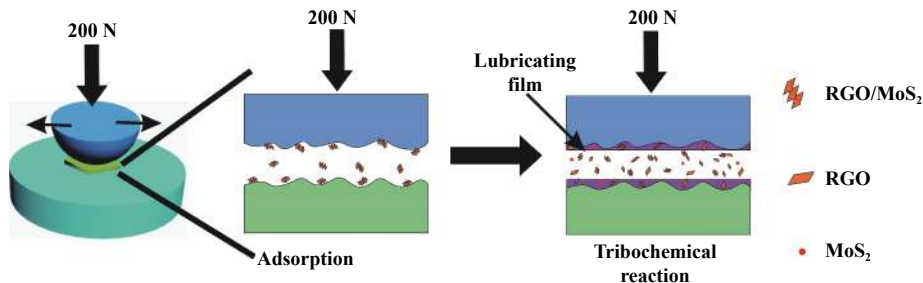 200 N
200 N
200 N
Lubricating
film
RGO/MoS₂
RGO
MoS₂
Adsorption
Tribochemical
reaction